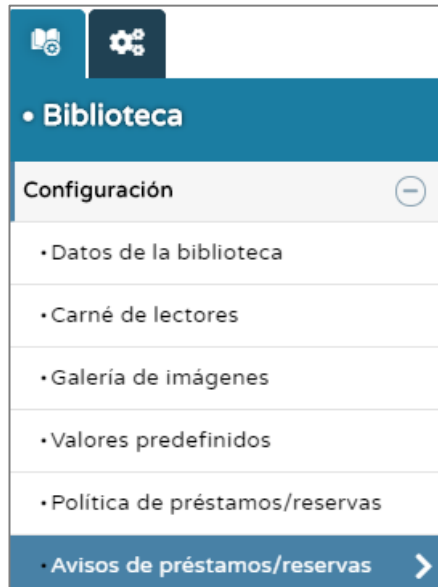 • Biblioteca
Configuración
• Datos de la biblioteca
• Carné de lectores
• Galería de imágenes
• Valores predefinidos
• Política de préstamos/reservas
• Avisos de préstamos/reservas